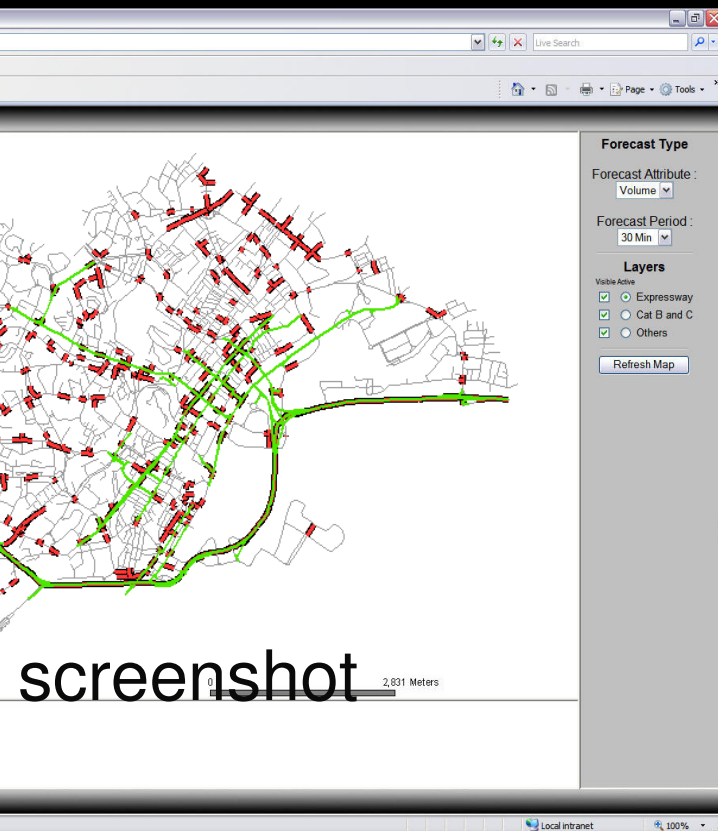 Live Search
Page
Tools
Forecast Type
Forecast Attribute :
Volume
Forecast Period :
30 Min
Layers
Visible Active
Expressway
Cat B and C
Others
Refresh Map
screenshot
0 2,831 Meters
Local intranet 100%